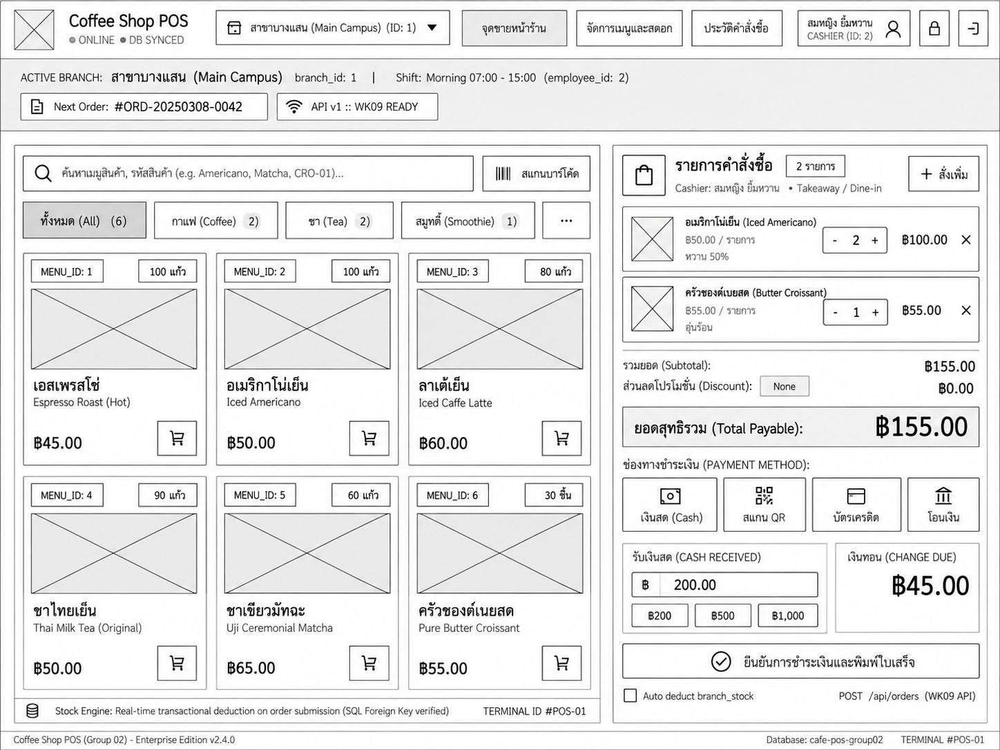 Coffee Shop POS
ONLINE DB SYNCED
สาขาบางแสน (Main Campus) (ID: 1)
จุดขายหน้าร้าน
จัดการเมนูและสตอก
ประวัติคำสั่งซื้อ
สมหญิง ยิ้มหวาน
CASHIER (ID: 2)
ACTIVE BRANCH: สาขาบางแสน (Main Campus) branch_id: 1 | Shift: Morning 07:00 - 15:00 (employee_id: 2)
Next Order: #ORD-20250308-0042
API v1 :: WK09 READY
ค้นหาเมนูสินค้า, รหัสสินค้า (e.g. Americano, Matcha, CRO-01)...
สแกนบาร์โค้ด
ทั้งหมด (All) (6)
กาแฟ (Coffee) 2)
ชา (Tea) 2)
สมูทตี้ (Smoothie) 1)
...
MENU_ID: 1 100 แก้ว
เอสเพรสโซ่
Espresso Roast (Hot)
฿45.00
MENU_ID: 2 100 แก้ว
อเมริกาโน่เย็น
Iced Americano
฿50.00
MENU_ID: 3 80 แก้ว
ลาเต้เย็น
Iced Caffe Latte
฿60.00
MENU_ID: 4 90 แก้ว
ชาไทยเย็น
Thai Milk Tea (Original)
฿50.00
MENU_ID: 5 60 แก้ว
ชาเขียวมัทฉะ
Uji Ceremonial Matcha
฿65.00
MENU_ID: 6 30 ชิ้น
ครัวซองต์เนยสด
Pure Butter Croissant
฿55.00
Stock Engine: Real-time transactional deduction on order submission (SQL Foreign Key verified)
TERMINAL ID #POS-01
รายการคำสั่งซื้อ 2 รายการ
Cashier: สมหญิง ยิ้มหวาน • Takeaway / Dine-in
+ สั่งเพิ่ม
อเมริกาโน่เย็น (Iced Americano)
฿50.00 / รายการ
หวาน 50%
- 2 + ฿100.00 ×
ครัวซองต์เบยสด (Butter Croissant)
฿55.00 / รายการ
อุ่นร้อน
- 1 + ฿55.00 ×
รวมยอด (Subtotal): ฿155.00
ส่วนลดโปรโมชั่น (Discount): None ฿0.00
ยอดสุทธิรวม (Total Payable): ฿155.00
ช่องทางชำระเงิน (PAYMENT METHOD):
เงินสด (Cash)
สแกน QR
บัตรเครดิต
โอนเงิน
รับเงินสด (CASH RECEIVED)
฿ 200.00
฿200 ฿500 ฿1,000
เงินทอน (CHANGE DUE)
฿45.00
ยืนยันการชำระเงินและพิมพ์ใบเสร็จ
Auto deduct branch_stock
POST /api/orders (WK09 API)
Coffee Shop POS (Group 02) - Enterprise Edition v2.4.0
Database: cafe-pos-group02 TERMINAL #POS-01